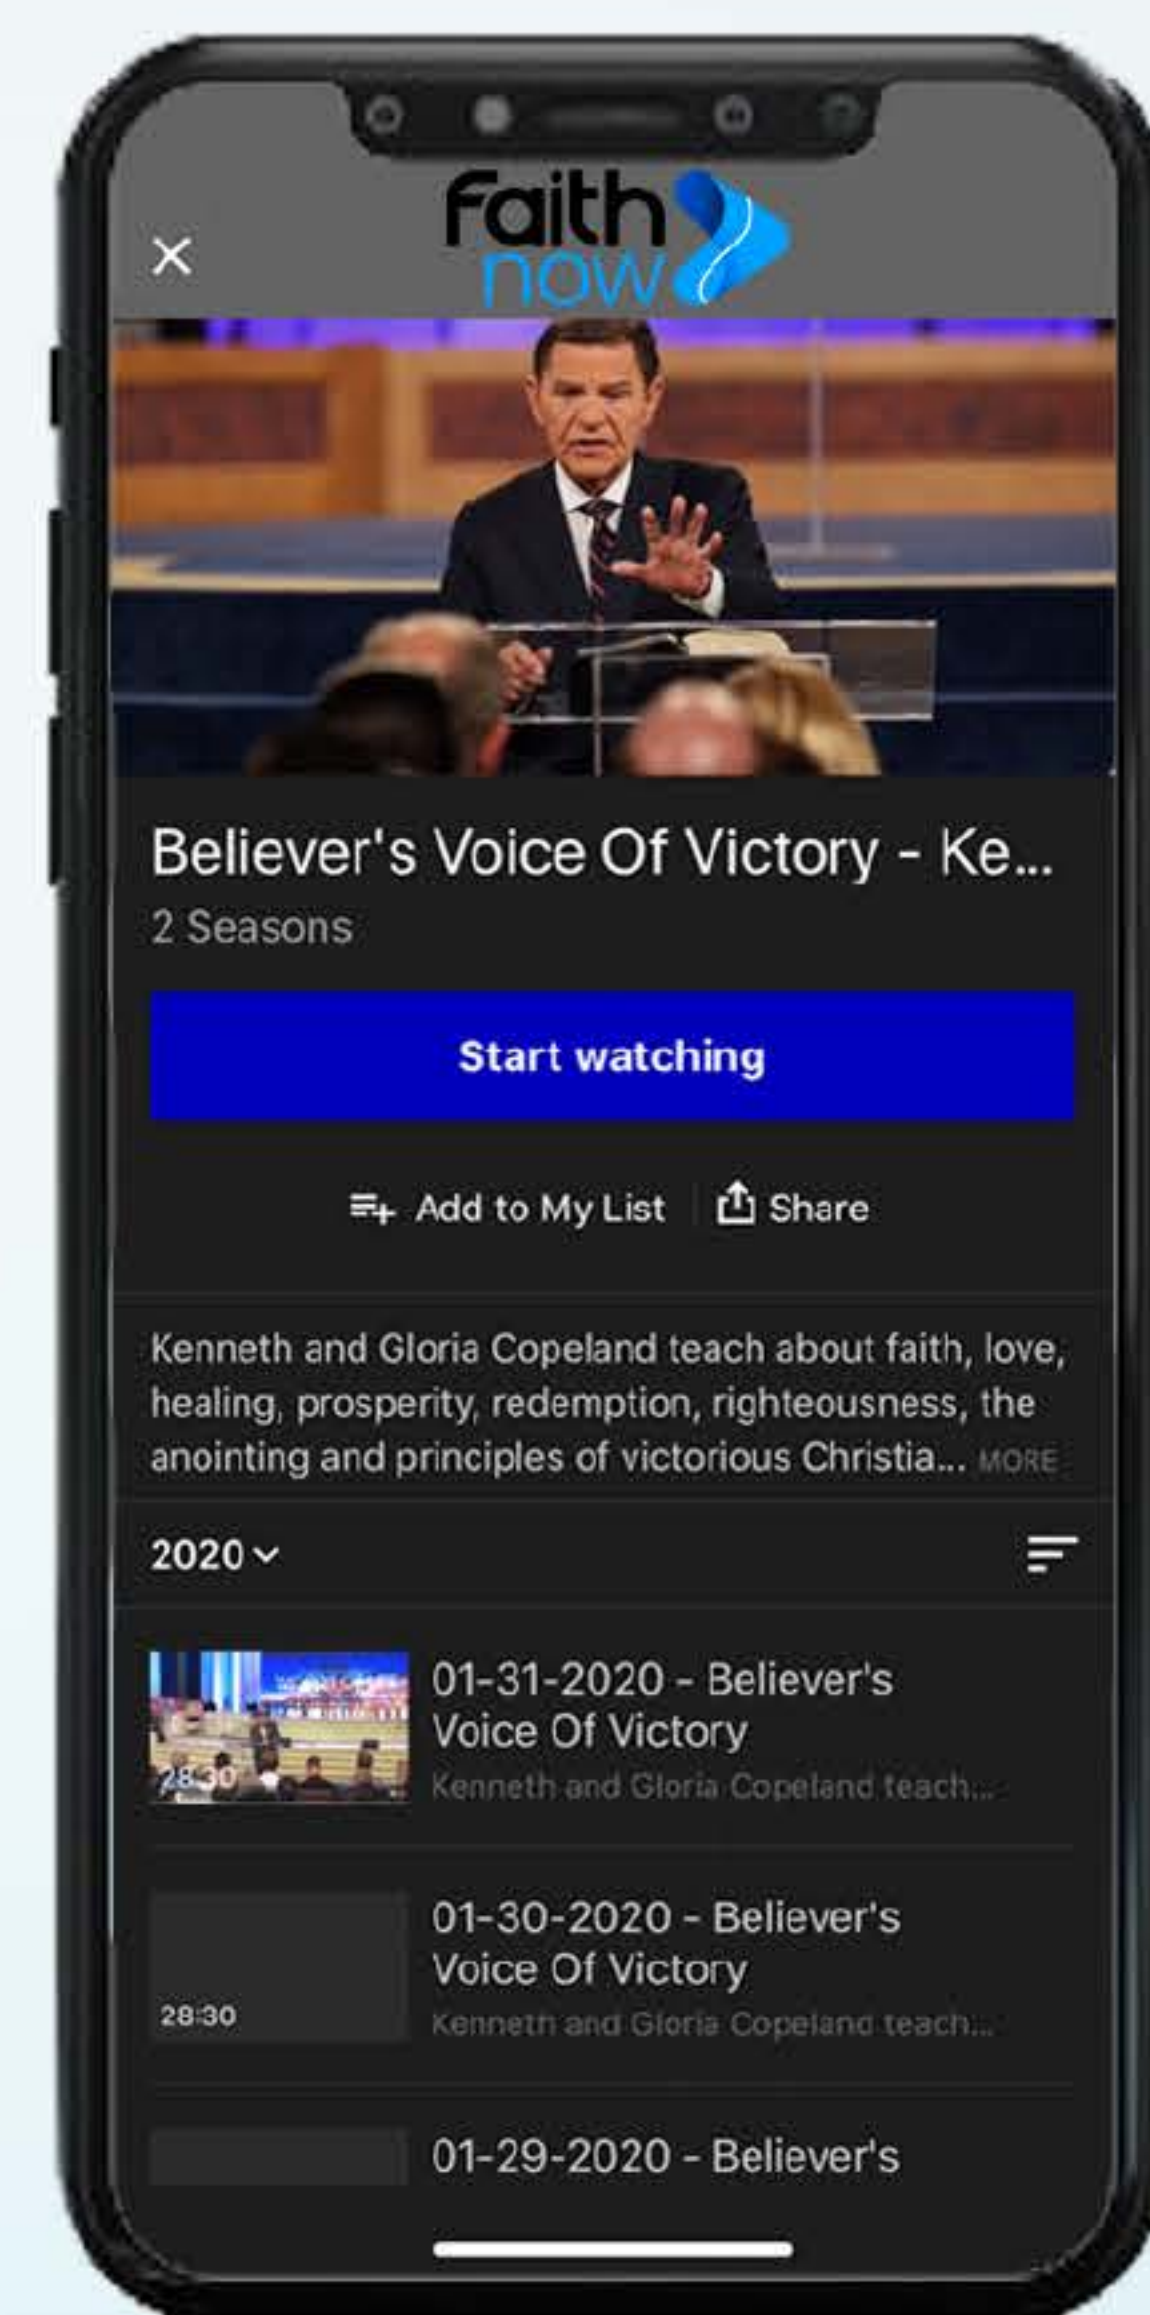 faith
now
Believer's Voice Of Victory - Ke...
2 Seasons
Start watching
Add to My List
Share
Kenneth and Gloria Copeland teach about faith, love,
healing, prosperity, redemption, righteousness, the
anointing and principles of victorious Christia... MORE
2020
01-31-2020 - Believer's
Voice Of Victory
28:30
Kenneth and Gloria Copeland teach...
01-30-2020 - Believer's
Voice Of Victory
28:30
Kenneth and Gloria Copeland teach...
01-29-2020 - Believer's